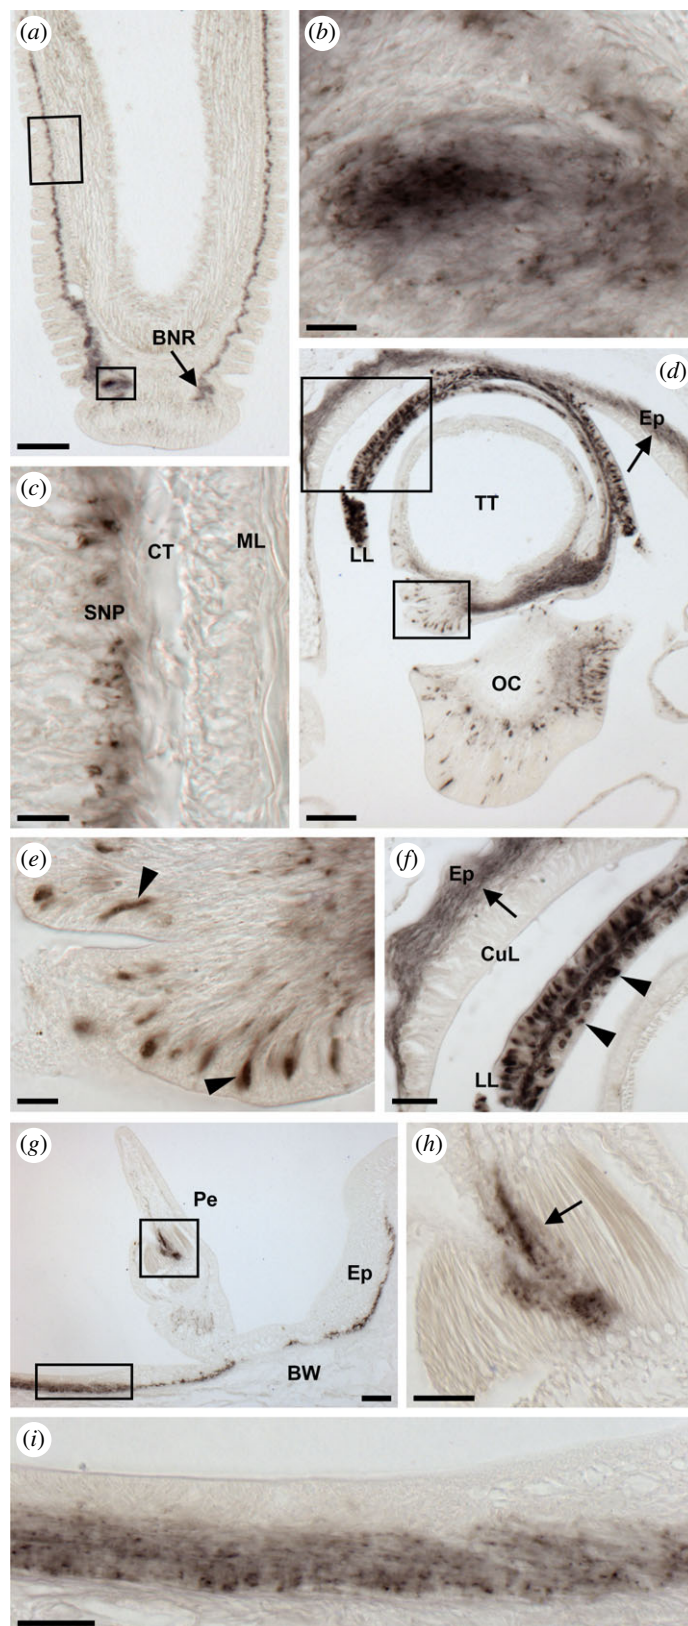 (a)
BNR
(b)
(c)
SNP
CT
ML
(d)
Ep
TT
LL
OC
(e)
(f)
Ep
CuL
LL
(g)
Pe
Ep
BW
(h)
(i)